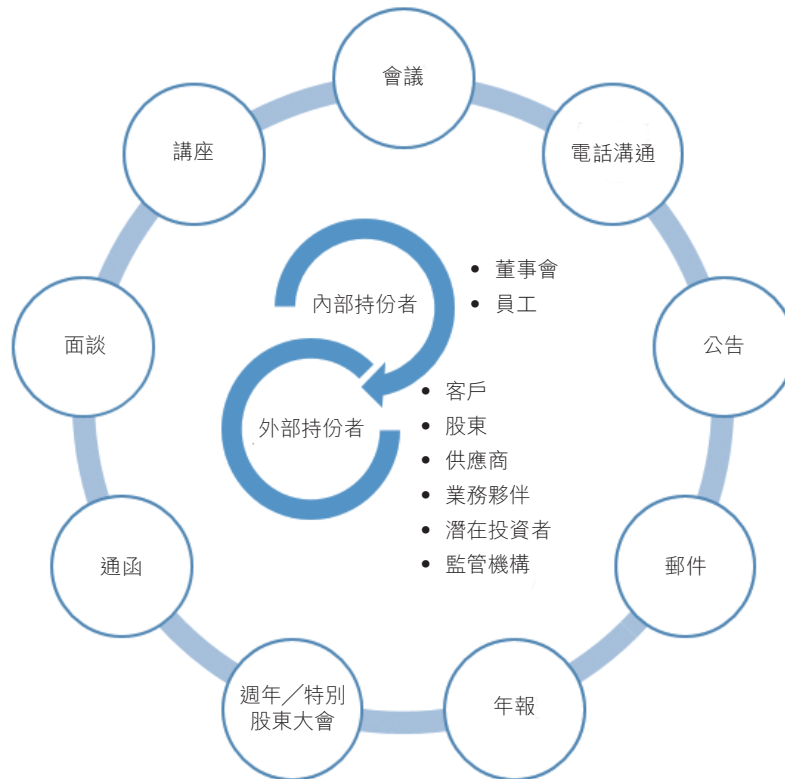 會議
講座
電話溝通
• 董事會
內部持份者
• 員工
面談
公告
• 客戶
• 股東
外部持份者
• 供應商
• 業務夥伴
• 潛在投資者
• 監管機構
通函
郵件
週年／特別
股東大會
年報